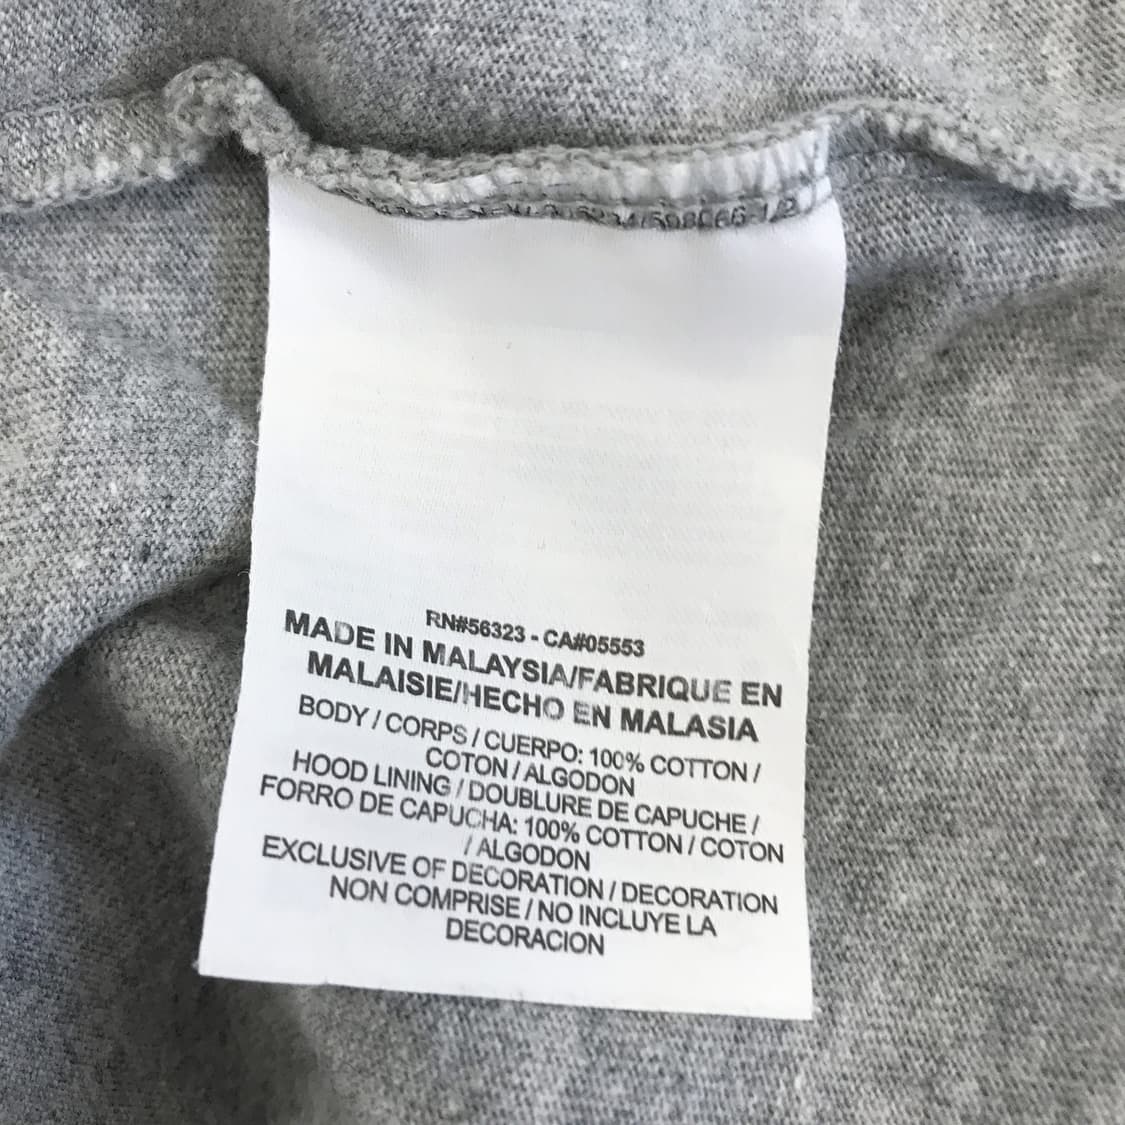 RN#56323 - CA#05553
MADE IN MALAYSIA/FABRIQUE EN
MALAISIE/HECHO EN MALASIA
BODY / CORPS / CUERPO: 100% COTTON /
COTON / ALGODON
HOOD LINING / DOUBLURE DE CAPUCHE /
FORRO DE CAPUCHA: 100% COTTON / COTON
/ ALGODON
EXCLUSIVE OF DECORATION / DECORATION
NON COMPRISE / NO INCLUYE LA
DECORACION